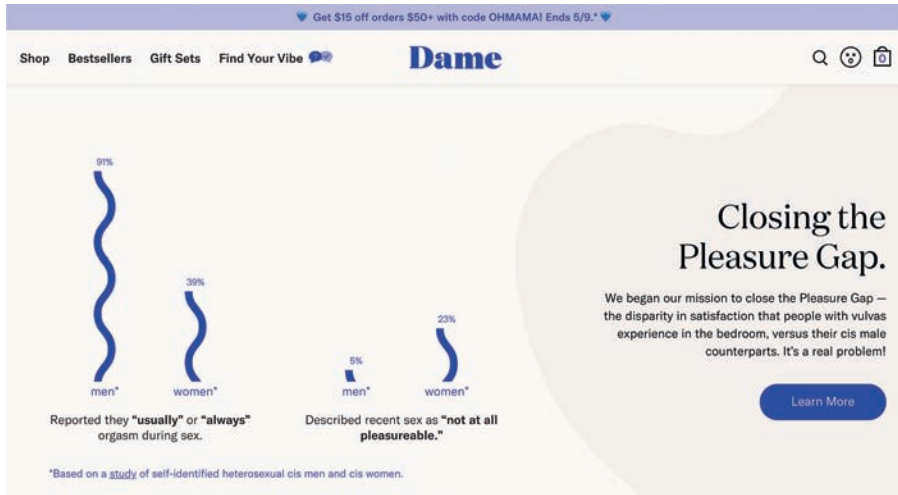 💙 Get $15 off orders $50+ with code OHMAMA! Ends 5/9.* 💙
Shop Bestsellers Gift Sets Find Your Vibe
Dame
0
91%
39%
men*
women*
Reported they “usually” or “always”
orgasm during sex.
23%
5%
men*
women*
Described recent sex as “not at all
pleasureable.”
*Based on a study of self-identified heterosexual cis men and cis women.
Closing the
Pleasure Gap.
We began our mission to close the Pleasure Gap —
the disparity in satisfaction that people with vulvas
experience in the bedroom, versus their cis male
counterparts. It’s a real problem!
Learn More